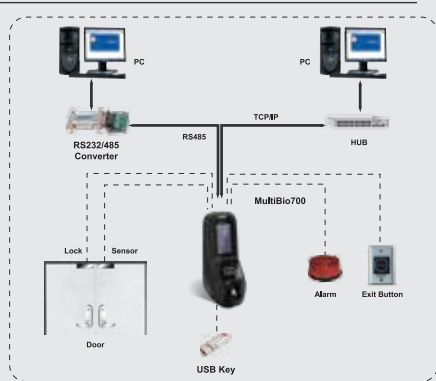 PC
PC
TCP/IP
RS485
RS232/485
Converter
HUB
MultiBio700
Lock
Sensor
Alarm
Exit Button
Door
USB Key